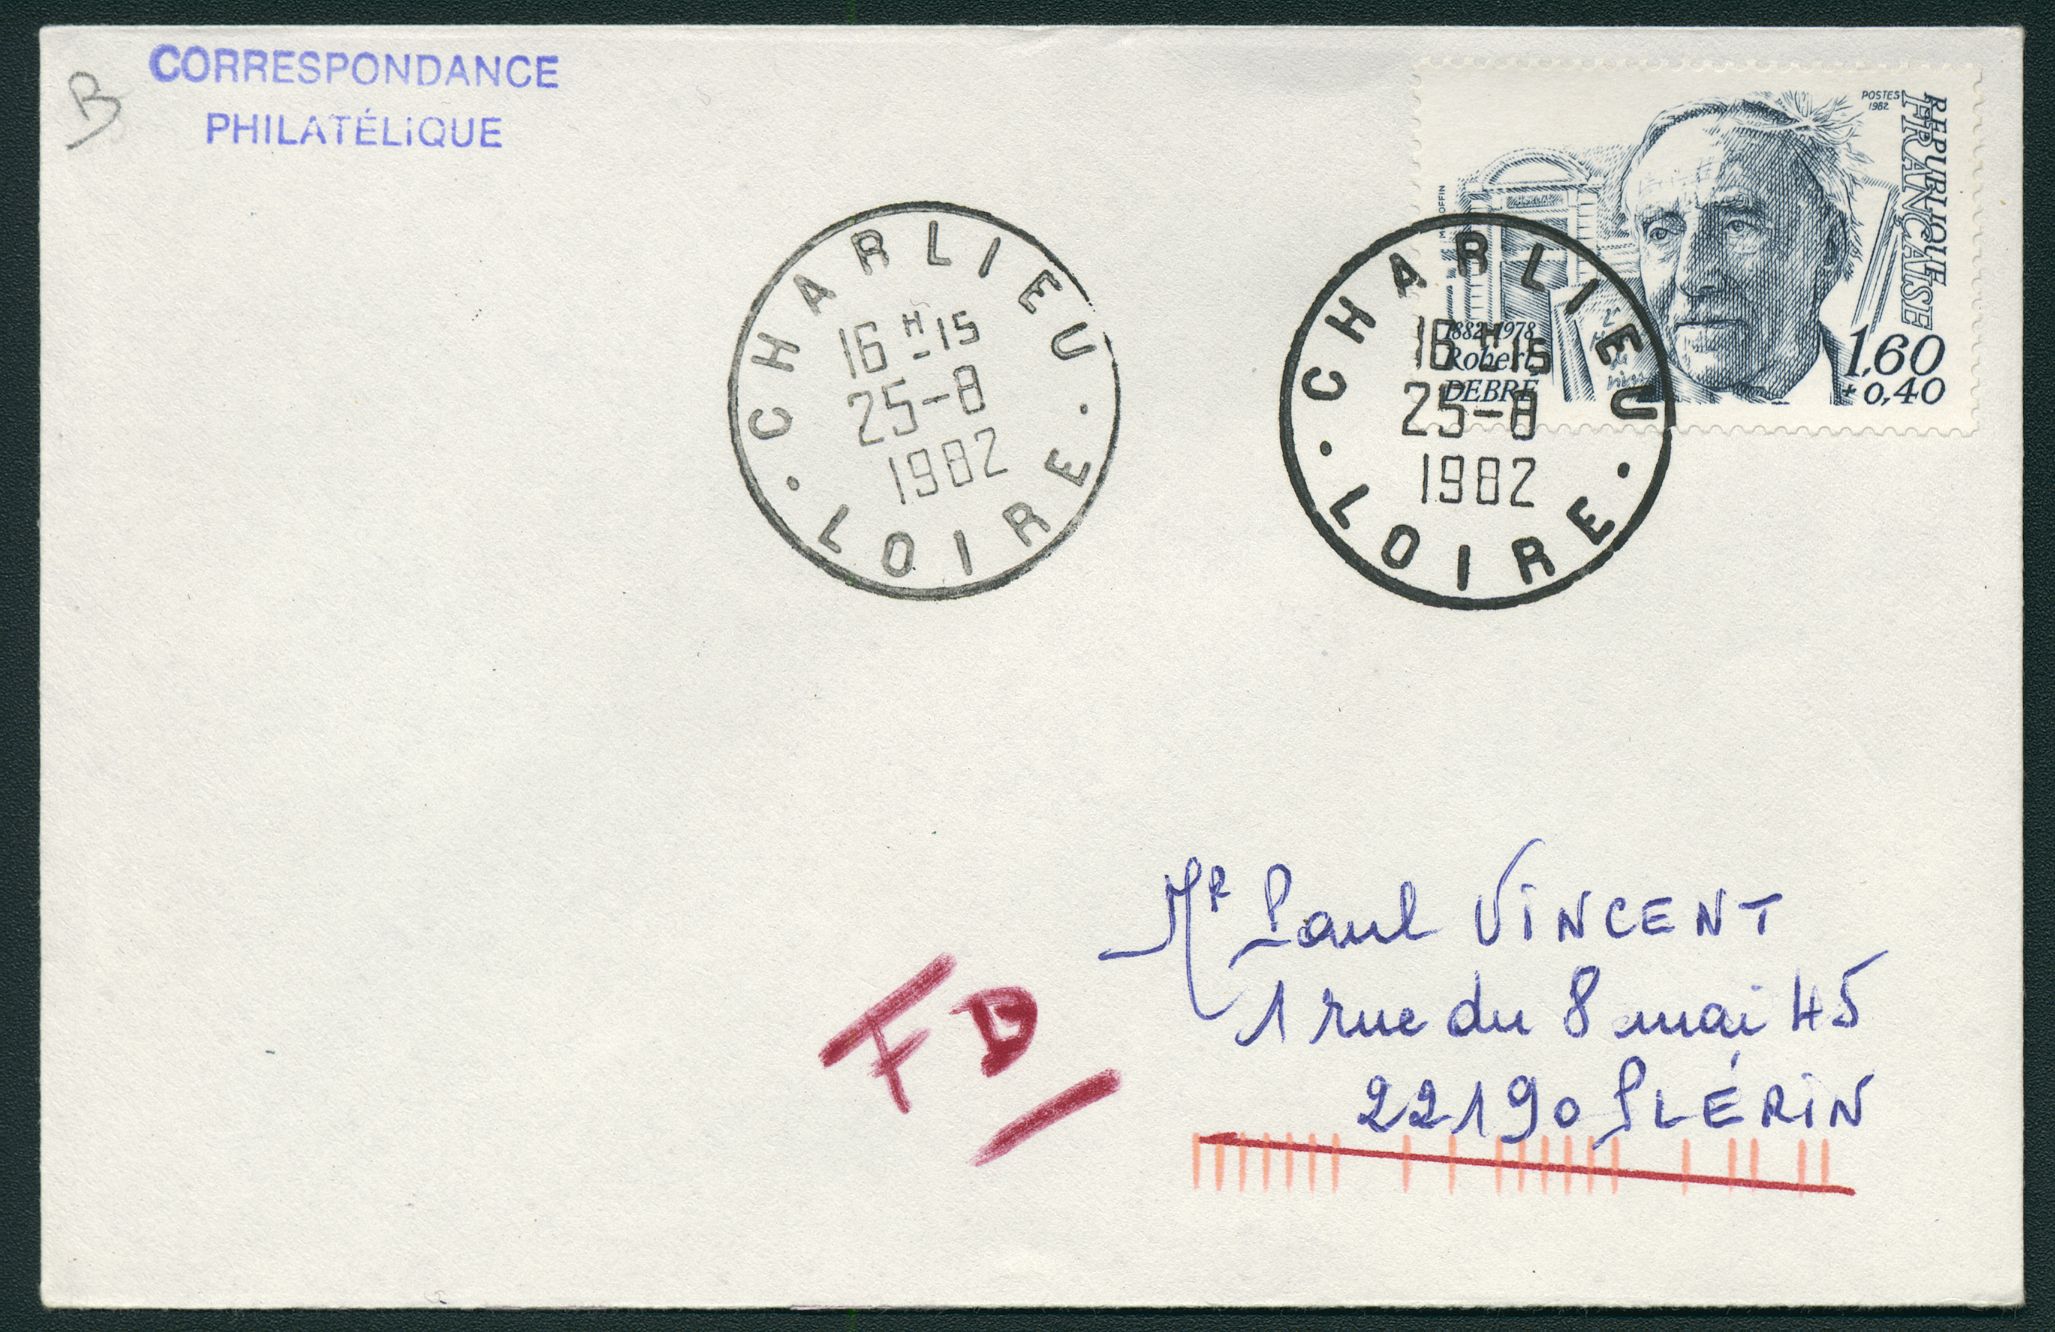 B
CORRESPONDANCE
PHILATÉLIQUE
CHARLIEU
16 H 15
25-8
1982
LOIRE
CHARLIEU
16 H 15
25-8
1982
LOIRE
POSTES
1982
REPUBLIQUE
FRANÇAISE
1882-1978
Robert
DEBRÉ
1,60
+0,40
Mr Paul VINCENT
1 rue du 8 mai 45
22190 PLÉRIN
FD